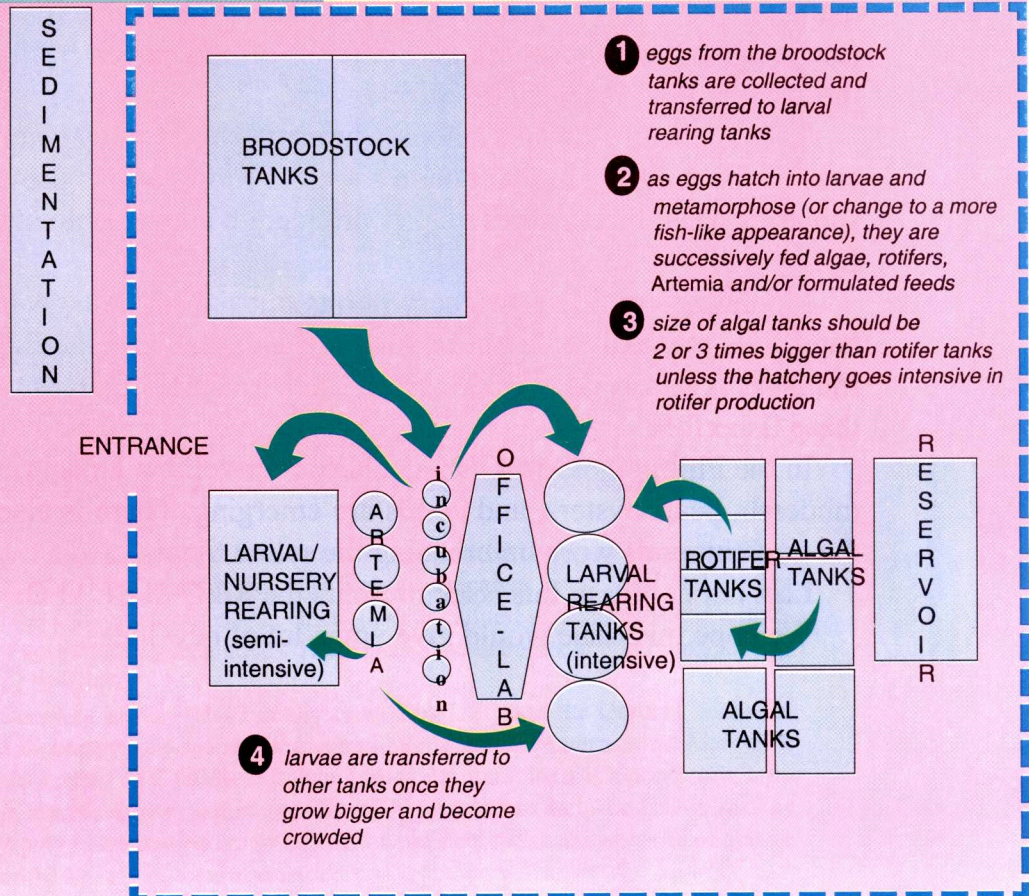 SEDIMENTATION
BROODSTOCK
TANKS
1 eggs from the broodstock
tanks are collected and
transferred to larval
rearing tanks
2 as eggs hatch into larvae and
metamorphose (or change to a more
fish-like appearance), they are
successively fed algae, rotifers,
Artemia and/or formulated feeds
3 size of algal tanks should be
2 or 3 times bigger than rotifer tanks
unless the hatchery goes intensive in
rotifer production
ENTRANCE
LARVAL/
NURSERY
REARING
(semi-
intensive)
ARTEMIA
incubation
OFFICE-LAB
LARVAL
REARING
TANKS
(intensive)
ROTIFER
TANKS
ALGAL
TANKS
ALGAL
TANKS
RESERVOIR
4 larvae are transferred to
other tanks once they
grow bigger and become
crowded